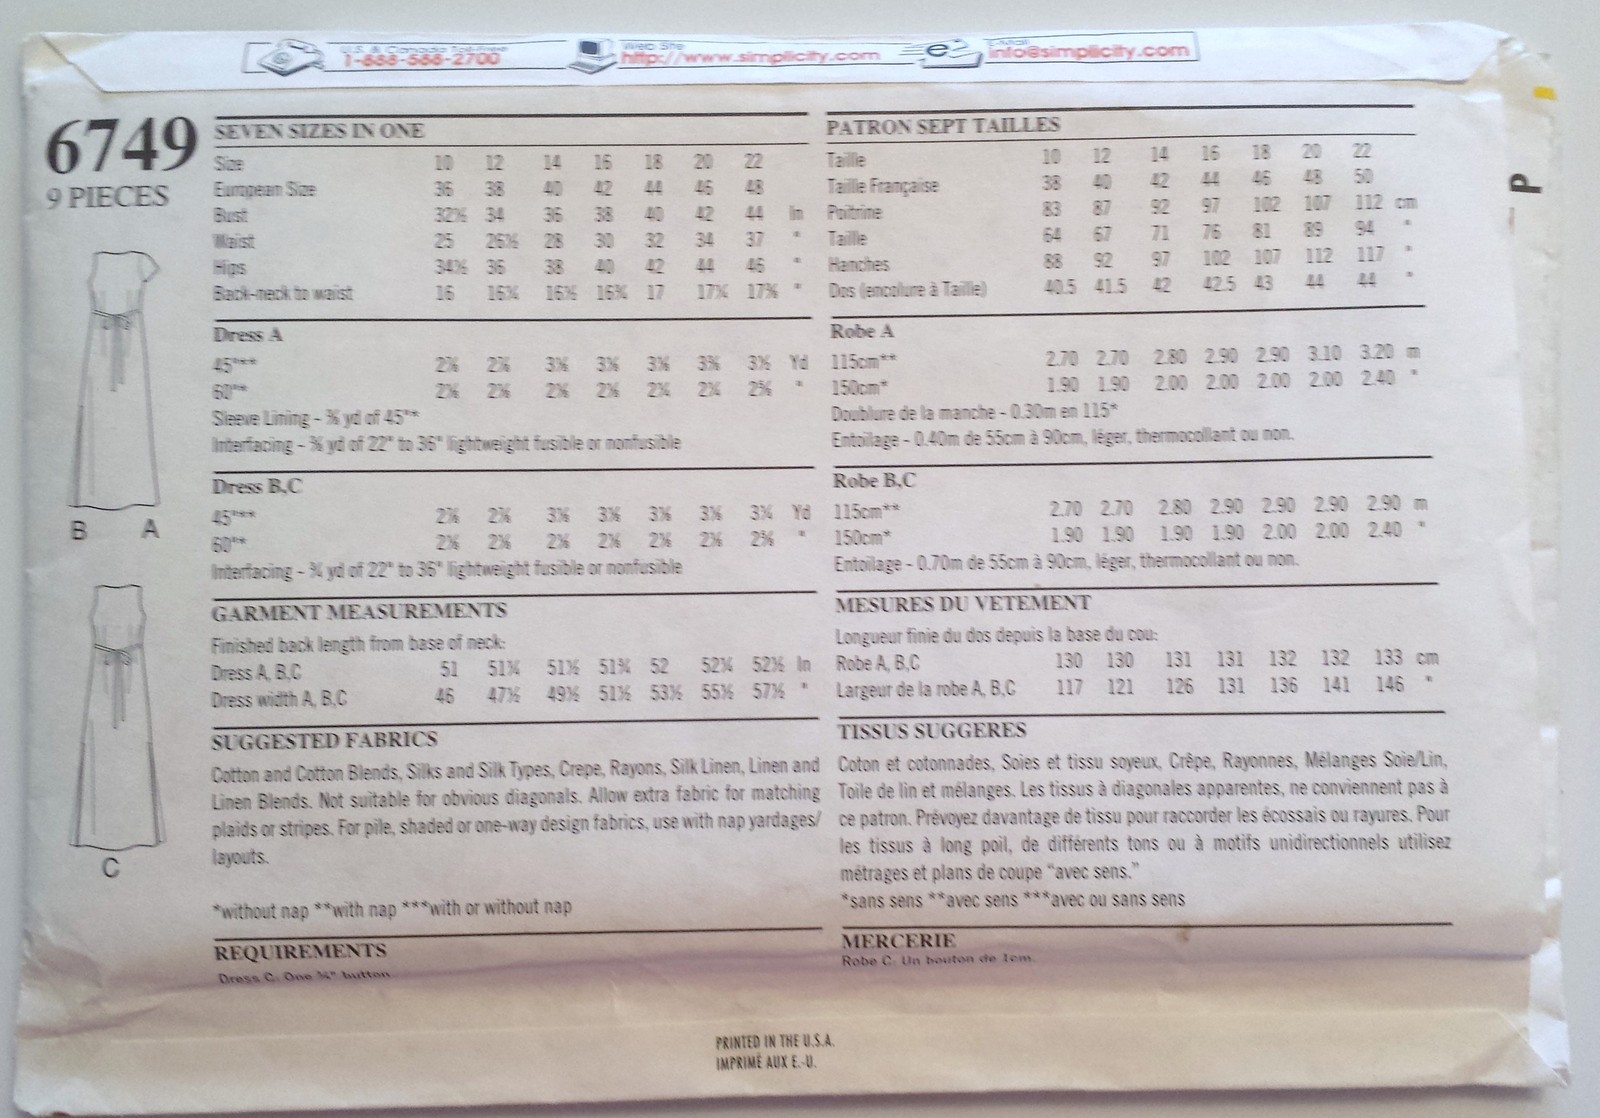 U.S. & Canada Toll-Free
1-888-588-2700
Web Site
http://www.simplicity.com
E-Mail
info@simplicity.com
6749
9 PIECES
B A
C
SEVEN SIZES IN ONE
Size 10 12 14 16 18 20 22
European Size 36 38 40 42 44 46 48
Bust 32½ 34 36 38 40 42 44 In
Waist 25 26½ 28 30 32 34 37 "
Hips 34½ 36 38 40 42 44 46 "
Back-neck to waist 16 16¼ 16½ 16¾ 17 17¼ "
Dress A
45"*** Yd
60"** "
Sleeve Lining - yd of 45"*
Interfacing - yd of 22" to 36" lightweight fusible or nonfusible
Dress B,C
45"*** Yd
60"** "
Interfacing - ¾ yd of 22" to 36" lightweight fusible or nonfusible
GARMENT MEASUREMENTS
Finished back length from base of neck:
Dress A, B,C 51 51¼ 51½ 51¾ 52 52¼ 52½ In
Dress width A, B,C 46 47½ 49½ 51½ 53½ 55½ 57½ "
SUGGESTED FABRICS
Cotton and Cotton Blends, Silks and Silk Types, Crepe, Rayons, Silk Linen, Linen and
Linen Blends. Not suitable for obvious diagonals. Allow extra fabric for matching
plaids or stripes. For pile, shaded or one-way design fabrics, use with nap yardages/
layouts.
*without nap **with nap ***with or without nap
REQUIREMENTS
Dress C: One button
PATRON SEPT TAILLES
Taille 10 12 14 16 18 20 22
Taille Française 38 40 42 44 46 48 50
Poitrine 83 87 92 97 102 107 112 cm
Taille 64 67 71 76 81 89 94 "
Hanches 88 92 97 102 107 112 117 "
Dos (encolure à Taille) 40.5 41.5 42 42.5 43 44 44 "
Robe A
115cm** 2.70 2.70 2.80 2.90 2.90 3.10 3.20 m
150cm* 1.90 1.90 2.00 2.00 2.00 2.00 2.40 "
Doublure de la manche - 0.30m en 115*
Entoilage - 0.40m de 55cm à 90cm, léger, thermocollant ou non.
Robe B,C
115cm** 2.70 2.70 2.80 2.90 2.90 2.90 2.90 m
150cm* 1.90 1.90 1.90 1.90 2.00 2.00 2.40 "
Entoilage - 0.70m de 55cm à 90cm, léger, thermocollant ou non.
MESURES DU VETEMENT
Longueur finie du dos depuis la base du cou:
Robe A, B,C 130 130 131 131 132 132 133 cm
Largeur de la robe A, B,C 117 121 126 131 136 141 146 "
TISSUS SUGGERES
Coton et cotonnades, Soies et tissu soyeux, Crêpe, Rayonnes, Mélanges Soie/Lin,
Toile de lin et mélanges. Les tissus à diagonales apparentes, ne conviennent pas à
ce patron. Prévoyez davantage de tissu pour raccorder les écossais ou rayures. Pour
les tissus à long poil, de différents tons ou à motifs unidirectionnels utilisez
métrages et plans de coupe "avec sens."
*sans sens **avec sens ***avec ou sans sens
MERCERIE
Robe C: Un bouton de 1cm.
P
PRINTED IN THE U.S.A.
IMPRIMÉ AUX E.-U.